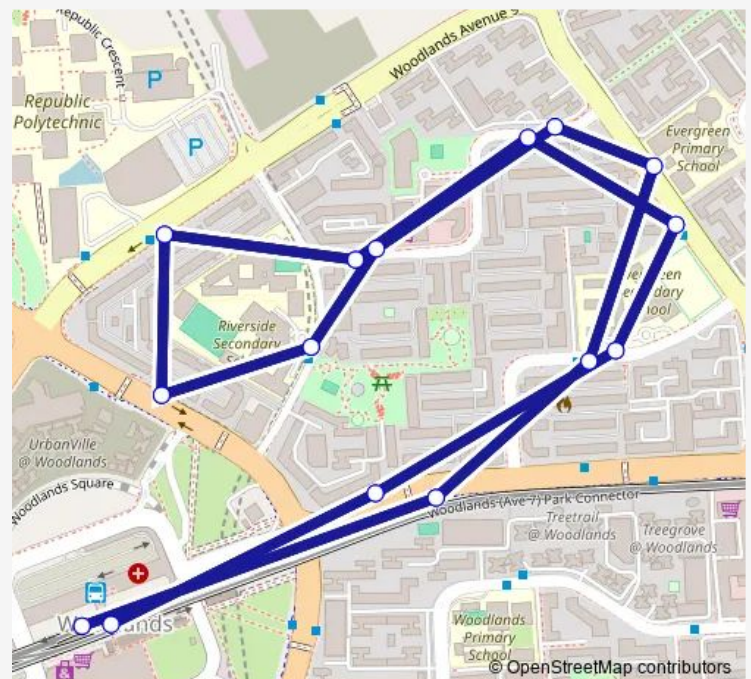 Republic
Crescent
Woodlands Avenue 9
P
Republic
Polytechnic
P
Evergreen
Primary
School
Riverside
Secondary
UrbanVille
@ Woodlands
Woodlands Square
Woodlands (Ave 7) Park Connector
Treetrail
@ Woodlands
Treegrove
@ Woodlands
Woodlands
Primary
School
© OpenStreetMap contributors